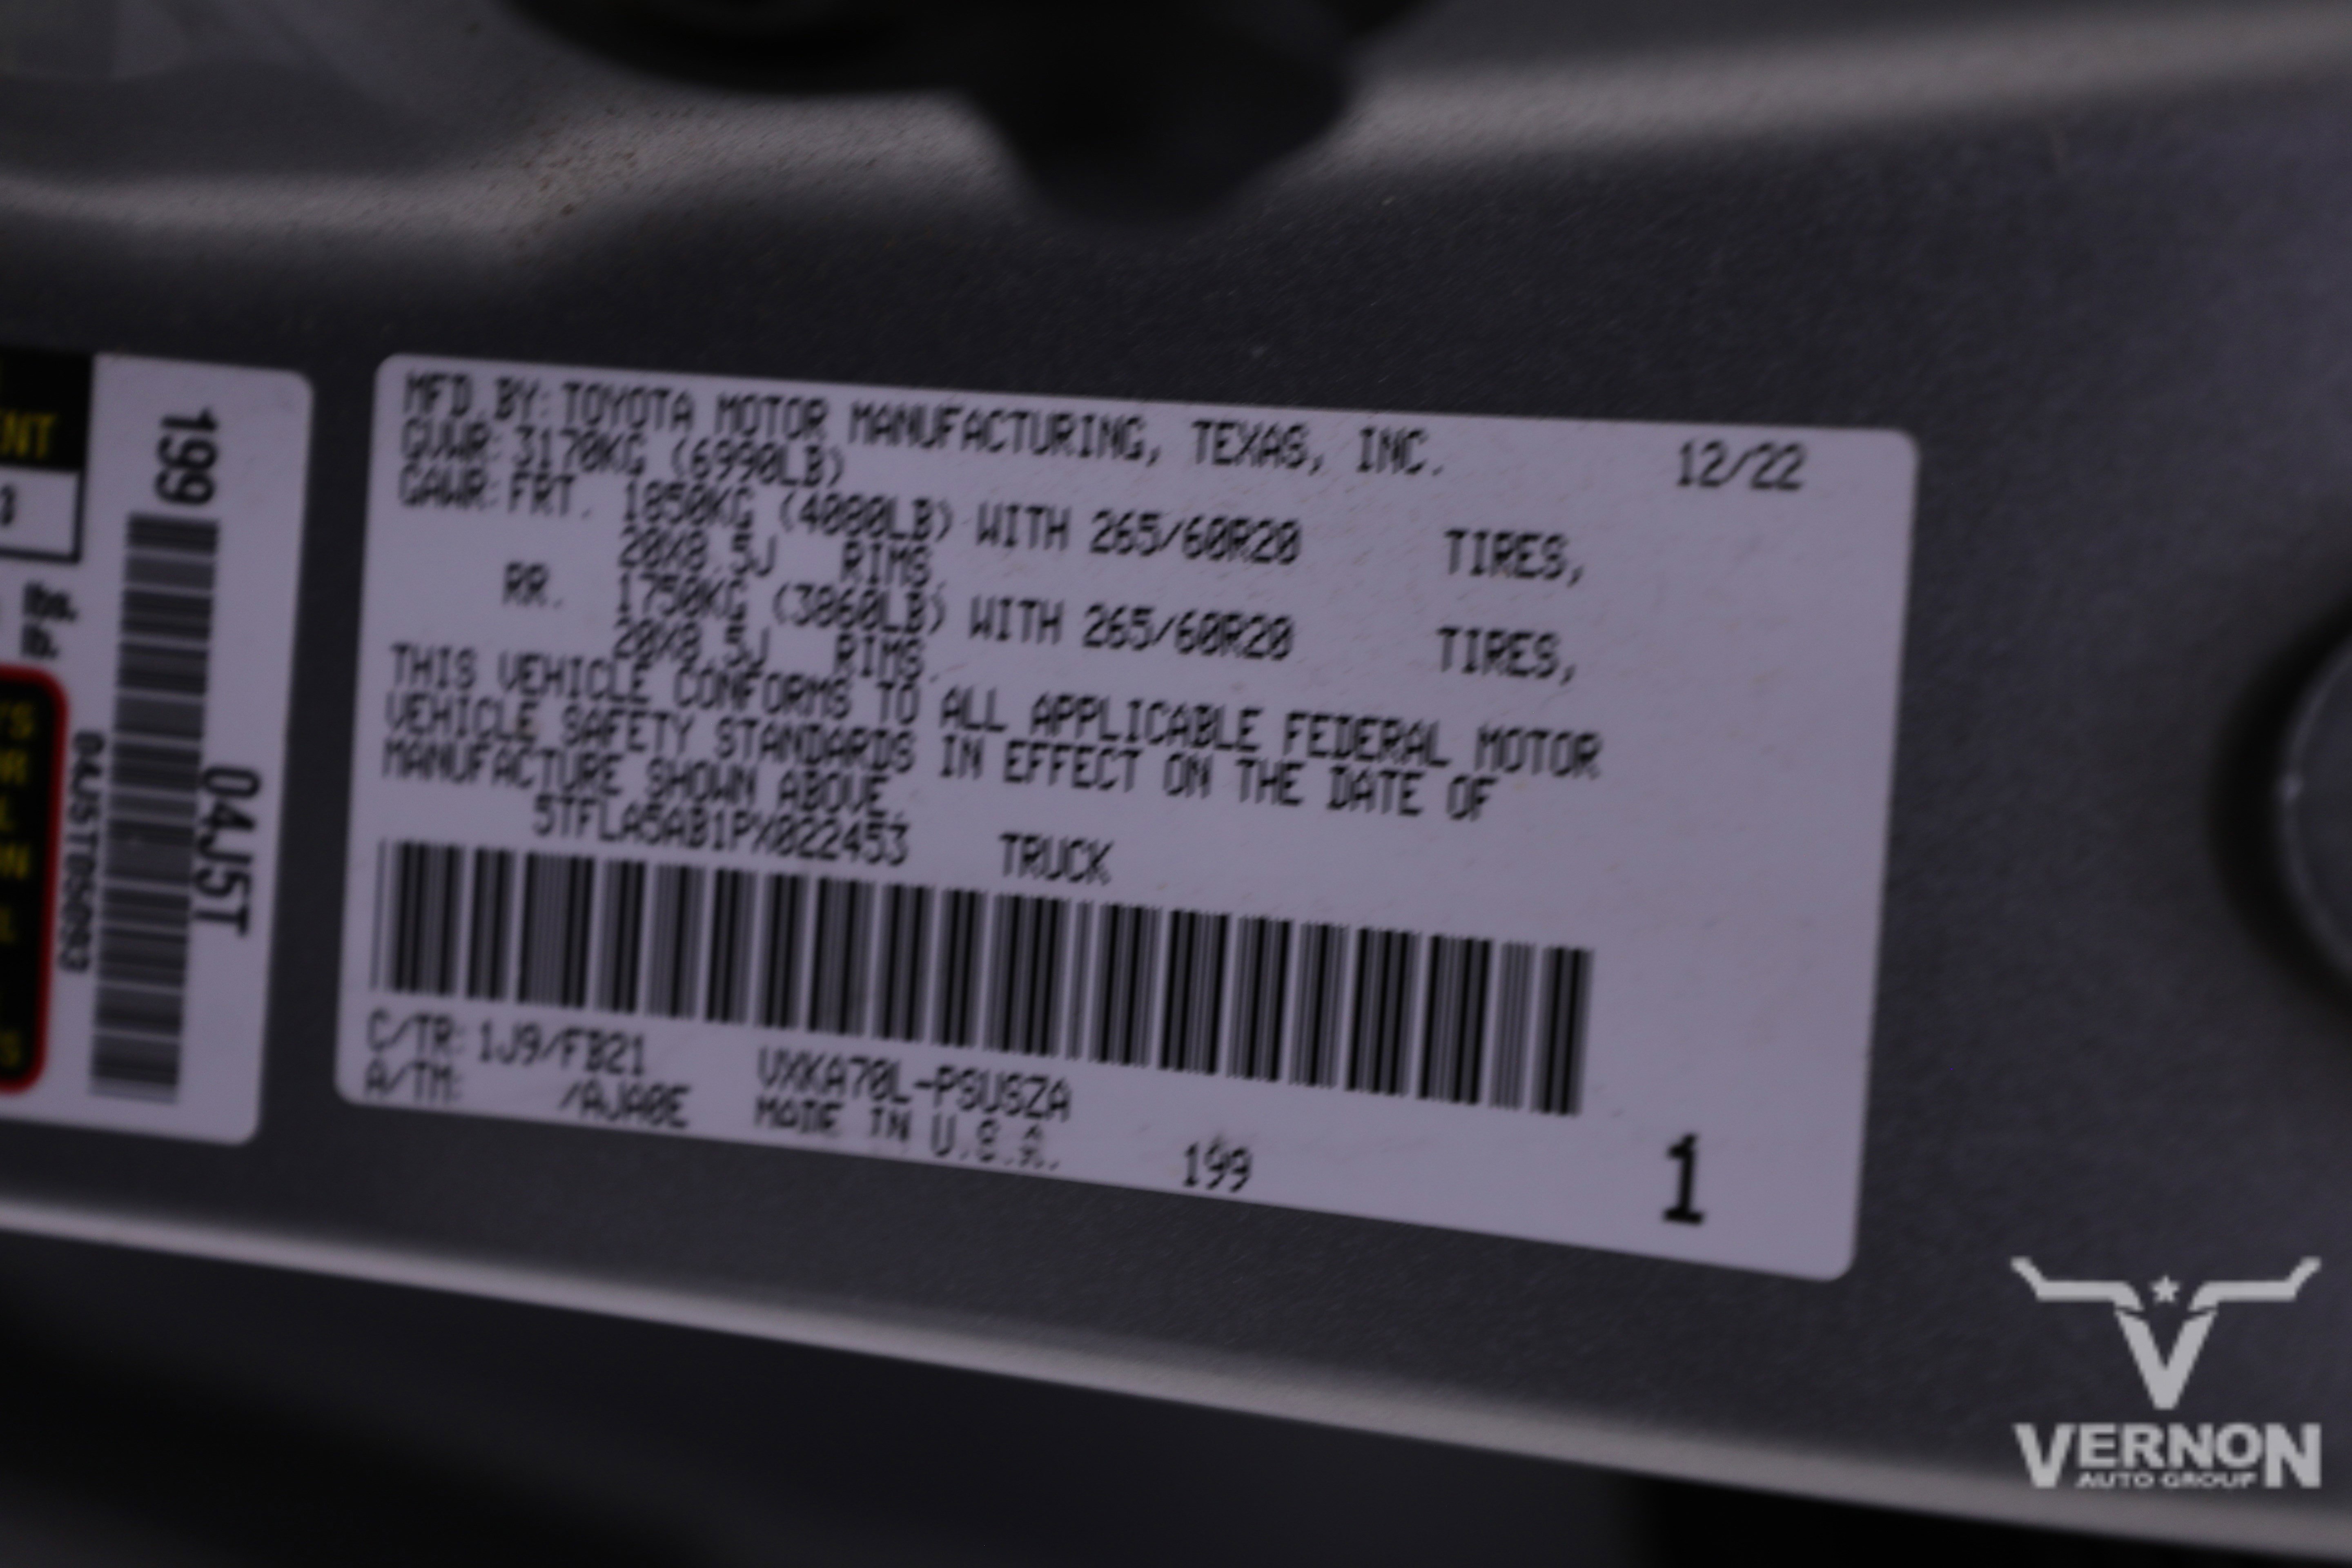 MFD.BY:TOYOTA MOTOR MANUFACTURING, TEXAS, INC. 12/22
GVWR:3170KG (6990LB)
GAWR:FRT. 1850KG (4080LB) WITH 265/60R20 TIRES,
20X8.5J RIMS,
RR. 1750KG (3860LB) WITH 265/60R20 TIRES,
20X8.5J RIMS.
THIS VEHICLE CONFORMS TO ALL APPLICABLE FEDERAL MOTOR
VEHICLE SAFETY STANDARDS IN EFFECT ON THE DATE OF
MANUFACTURE SHOWN ABOVE.
5TFLA5AB1PX022453 TRUCK
C/TR:1J9/FB21 VXKA70L-PSUSZA
A/TM: /AJA0E MADE IN U.S.A. 199 1
199
04J5T
04J5T05093
lbs.
VERNON
AUTO GROUP